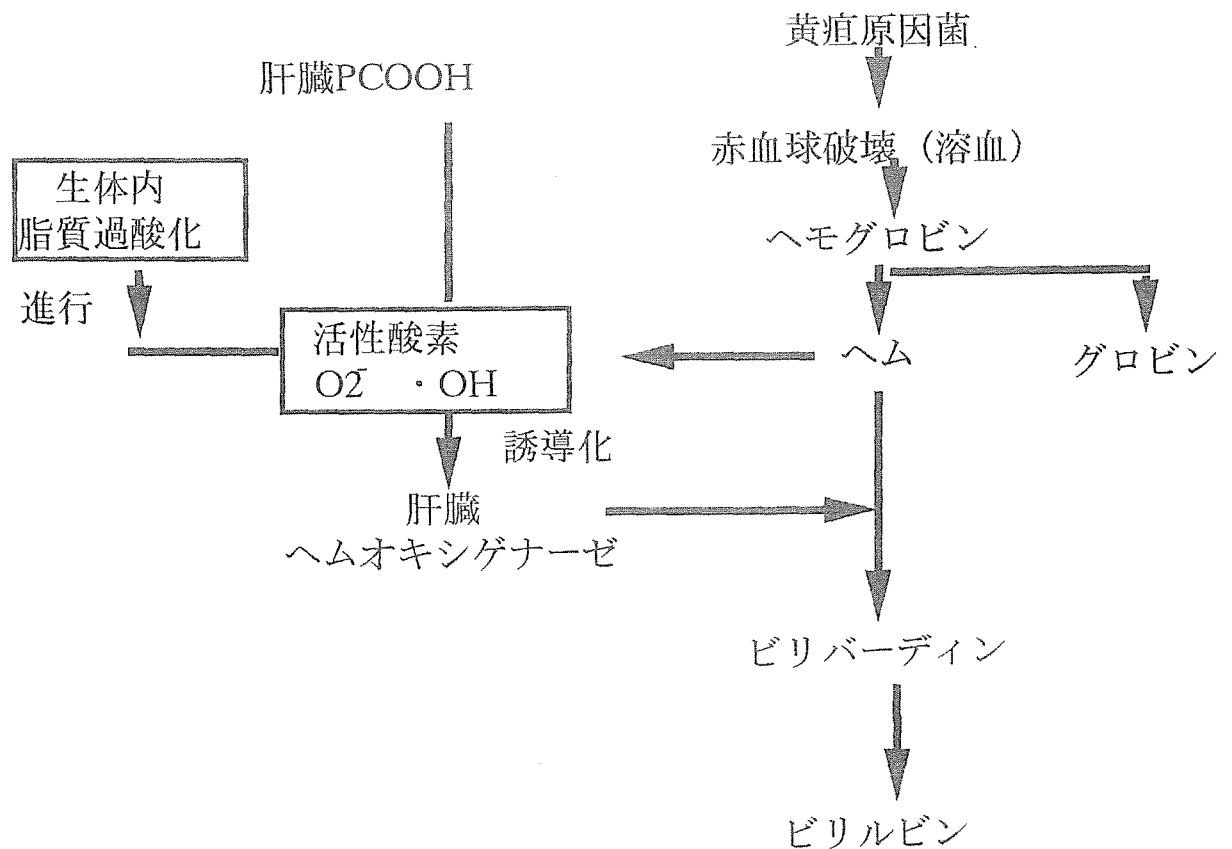 黄疸原因菌
肝臓PCOOH
赤血球破壊（溶血）
生体内
脂質過酸化
ヘモグロビン
進行
活性酸素
O2⁻ ・OH
ヘム
グロビン
誘導化
肝臓
ヘムオキシゲナーゼ
ビリバーディン
ビリルビン